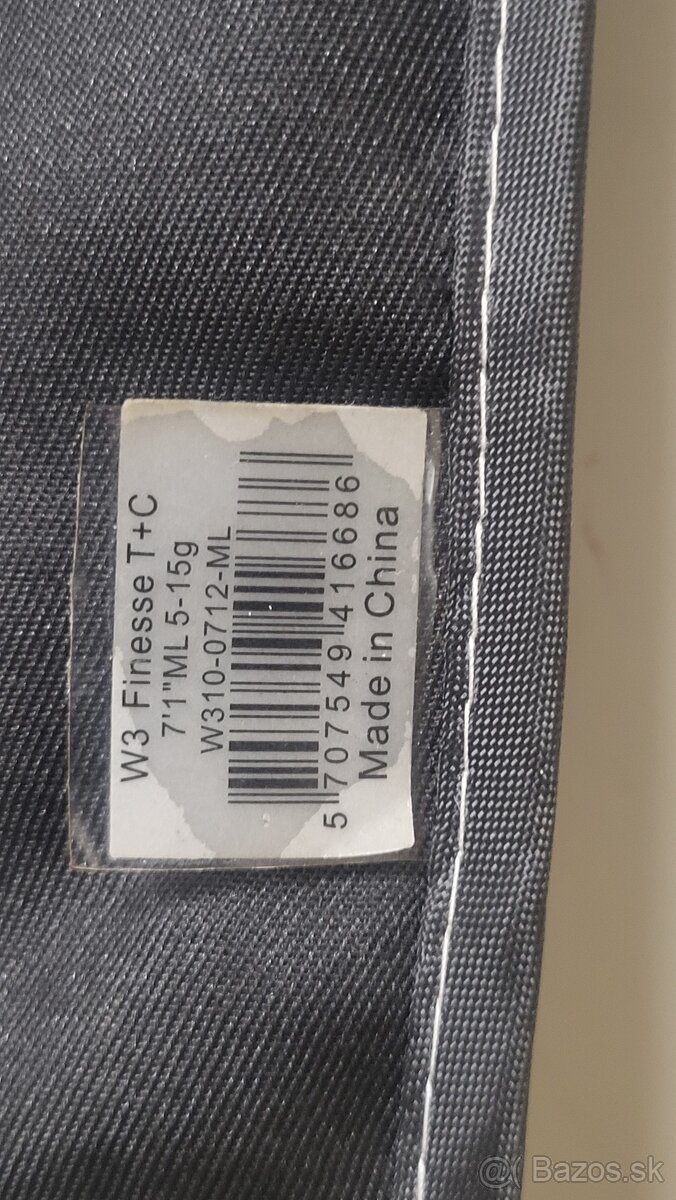 W3 Finesse T+C
7'1"ML 5-15g
W310-0712-ML
5 707549 416686
Made in China
@ Bazos.sk